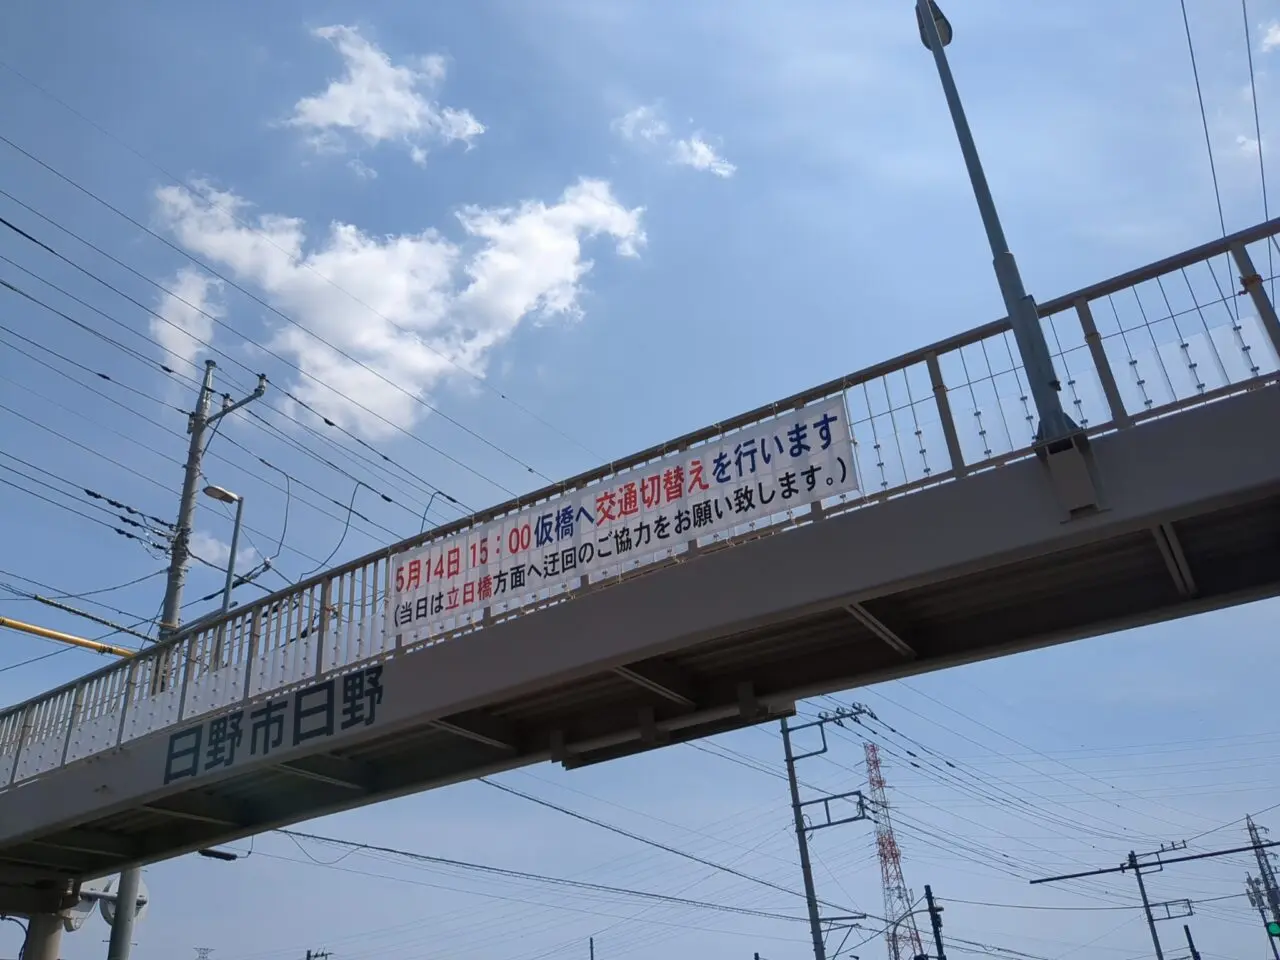 5月14日 15：00仮橋へ交通切替えを行います
(当日は立日橋方面へ迂回のご協力をお願い致します。)
日野市日野